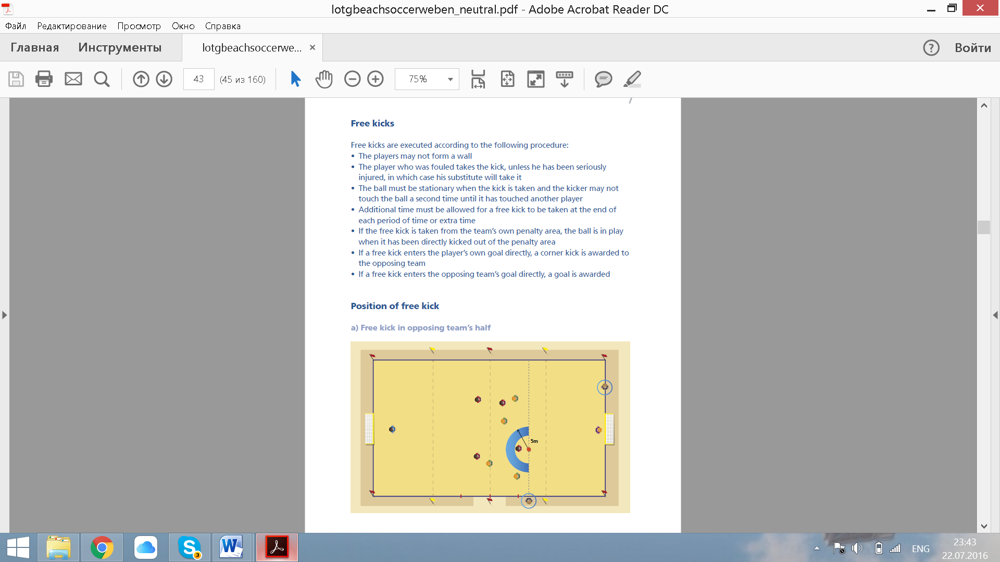 lotgbeachsoccerweben_neutral.pdf - Adobe Acrobat Reader DC
Файл Редактирование Просмотр Окно Справка
Главная Инструменты lotgbeachsoccerwe... Войти
43 (45 из 160) 75%
Free kicks
Free kicks are executed according to the following procedure:
• The players may not form a wall
• The player who was fouled takes the kick, unless he has been seriously
injured, in which case his substitute will take it
• The ball must be stationary when the kick is taken and the kicker may not
touch the ball a second time until it has touched another player
• Additional time must be allowed for a free kick to be taken at the end of
each period of time or extra time
• If the free kick is taken from the team’s own penalty area, the ball is in play
when it has been directly kicked out of the penalty area
• If a free kick enters the player’s own goal directly, a corner kick is awarded to
the opposing team
• If a free kick enters the opposing team’s goal directly, a goal is awarded
Position of free kick
a) Free kick in opposing team’s half
5m
3
ENG
23:43
22.07.2016